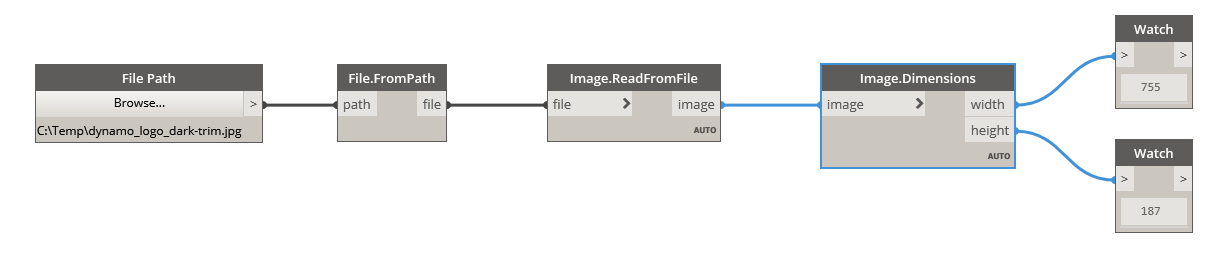 File Path
Browse...
>
C:\Temp\dynamo_logo_dark-trim.jpg
File.FromPath
path
file
Image.ReadFromFile
file
>
image
AUTO
Image.Dimensions
image
>
width
height
AUTO
Watch
>
>
755
Watch
>
>
187